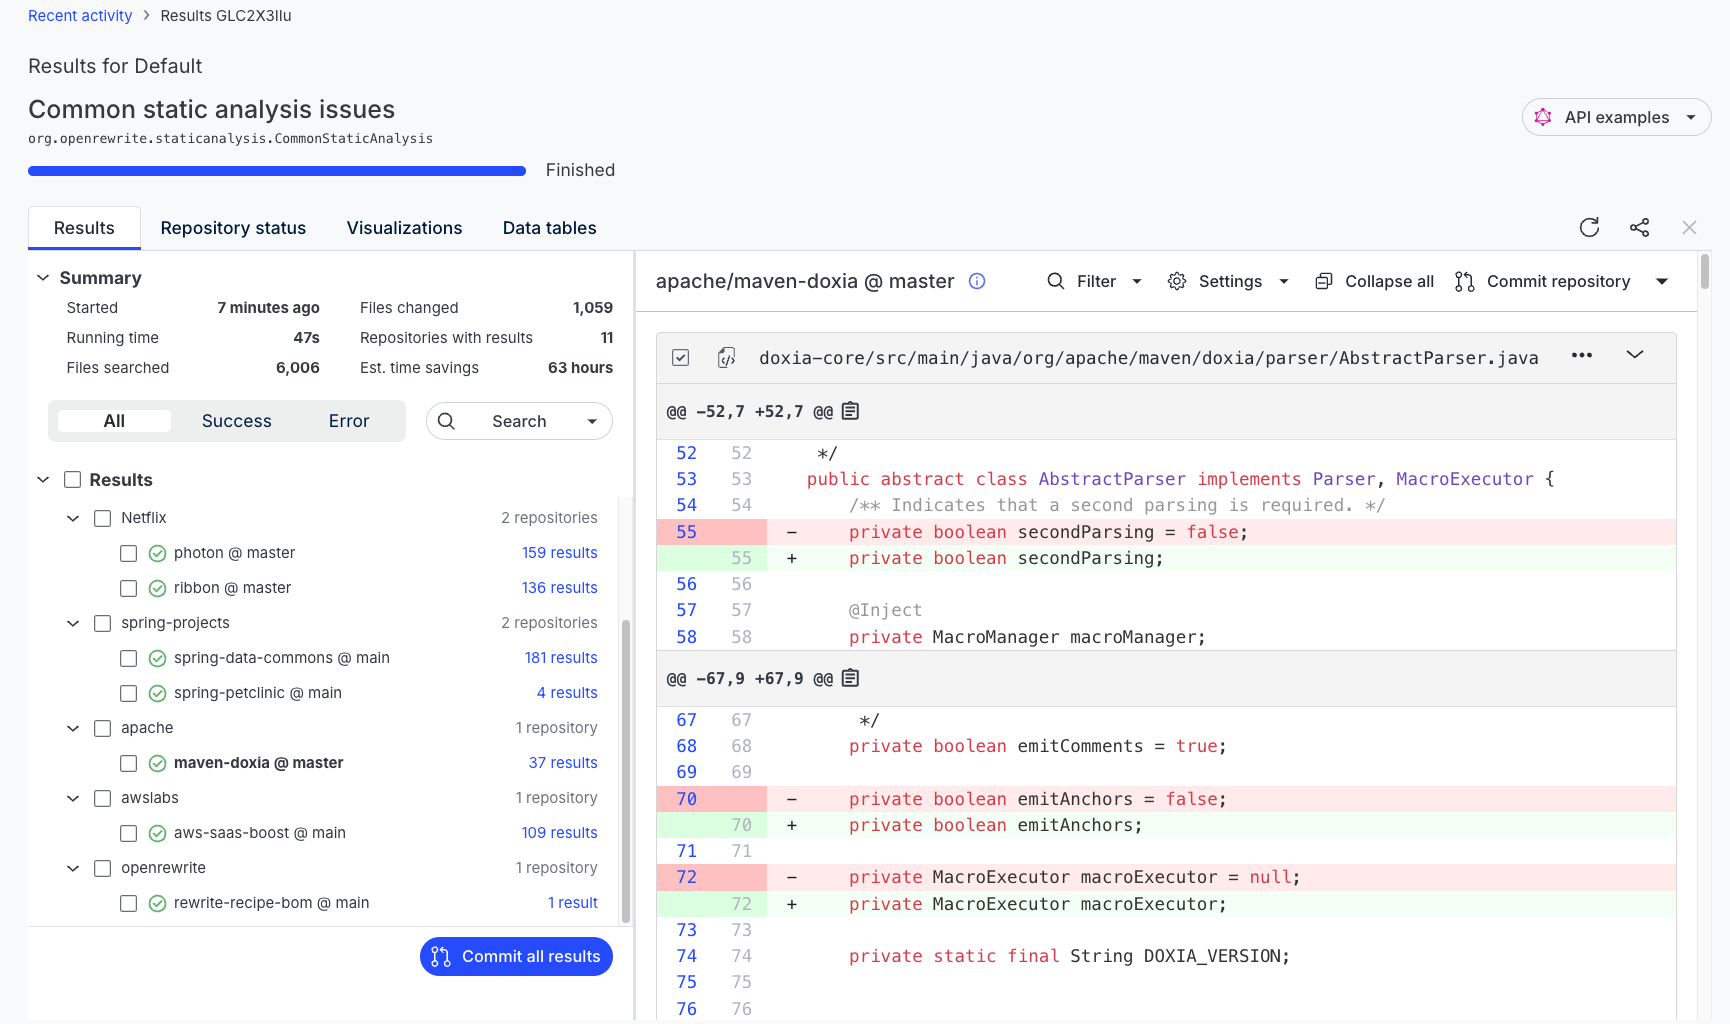 Recent activity > Results GLC2X3llu
Results for Default
Common static analysis issues
org.openrewrite.staticanalysis.CommonStaticAnalysis
API examples
Finished
Results Repository status Visualizations Data tables
Summary
Started 7 minutes ago Files changed 1,059
Running time 47s Repositories with results 11
Files searched 6,006 Est. time savings 63 hours
All Success Error Search
Results
Netflix 2 repositories
photon @ master 159 results
ribbon @ master 136 results
spring-projects 2 repositories
spring-data-commons @ main 181 results
spring-petclinic @ main 4 results
apache 1 repository
maven-doxia @ master 37 results
awslabs 1 repository
aws-saas-boost @ main 109 results
openrewrite 1 repository
rewrite-recipe-bom @ main 1 result
Commit all results
apache/maven-doxia @ master Filter Settings Collapse all Commit repository
doxia-core/src/main/java/org/apache/maven/doxia/parser/AbstractParser.java
@@ -52,7 +52,7 @@
52 52 */
53 53 public abstract class AbstractParser implements Parser, MacroExecutor {
54 54 /** Indicates that a second parsing is required. */
55 - private boolean secondParsing = false;
55 + private boolean secondParsing;
56 56
57 57 @Inject
58 58 private MacroManager macroManager;
@@ -67,9 +67,9 @@
67 67 */
68 68 private boolean emitComments = true;
69 69
70 - private boolean emitAnchors = false;
70 + private boolean emitAnchors;
71 71
72 - private MacroExecutor macroExecutor = null;
72 + private MacroExecutor macroExecutor;
73 73
74 74 private static final String DOXIA_VERSION;
75 75
76 76